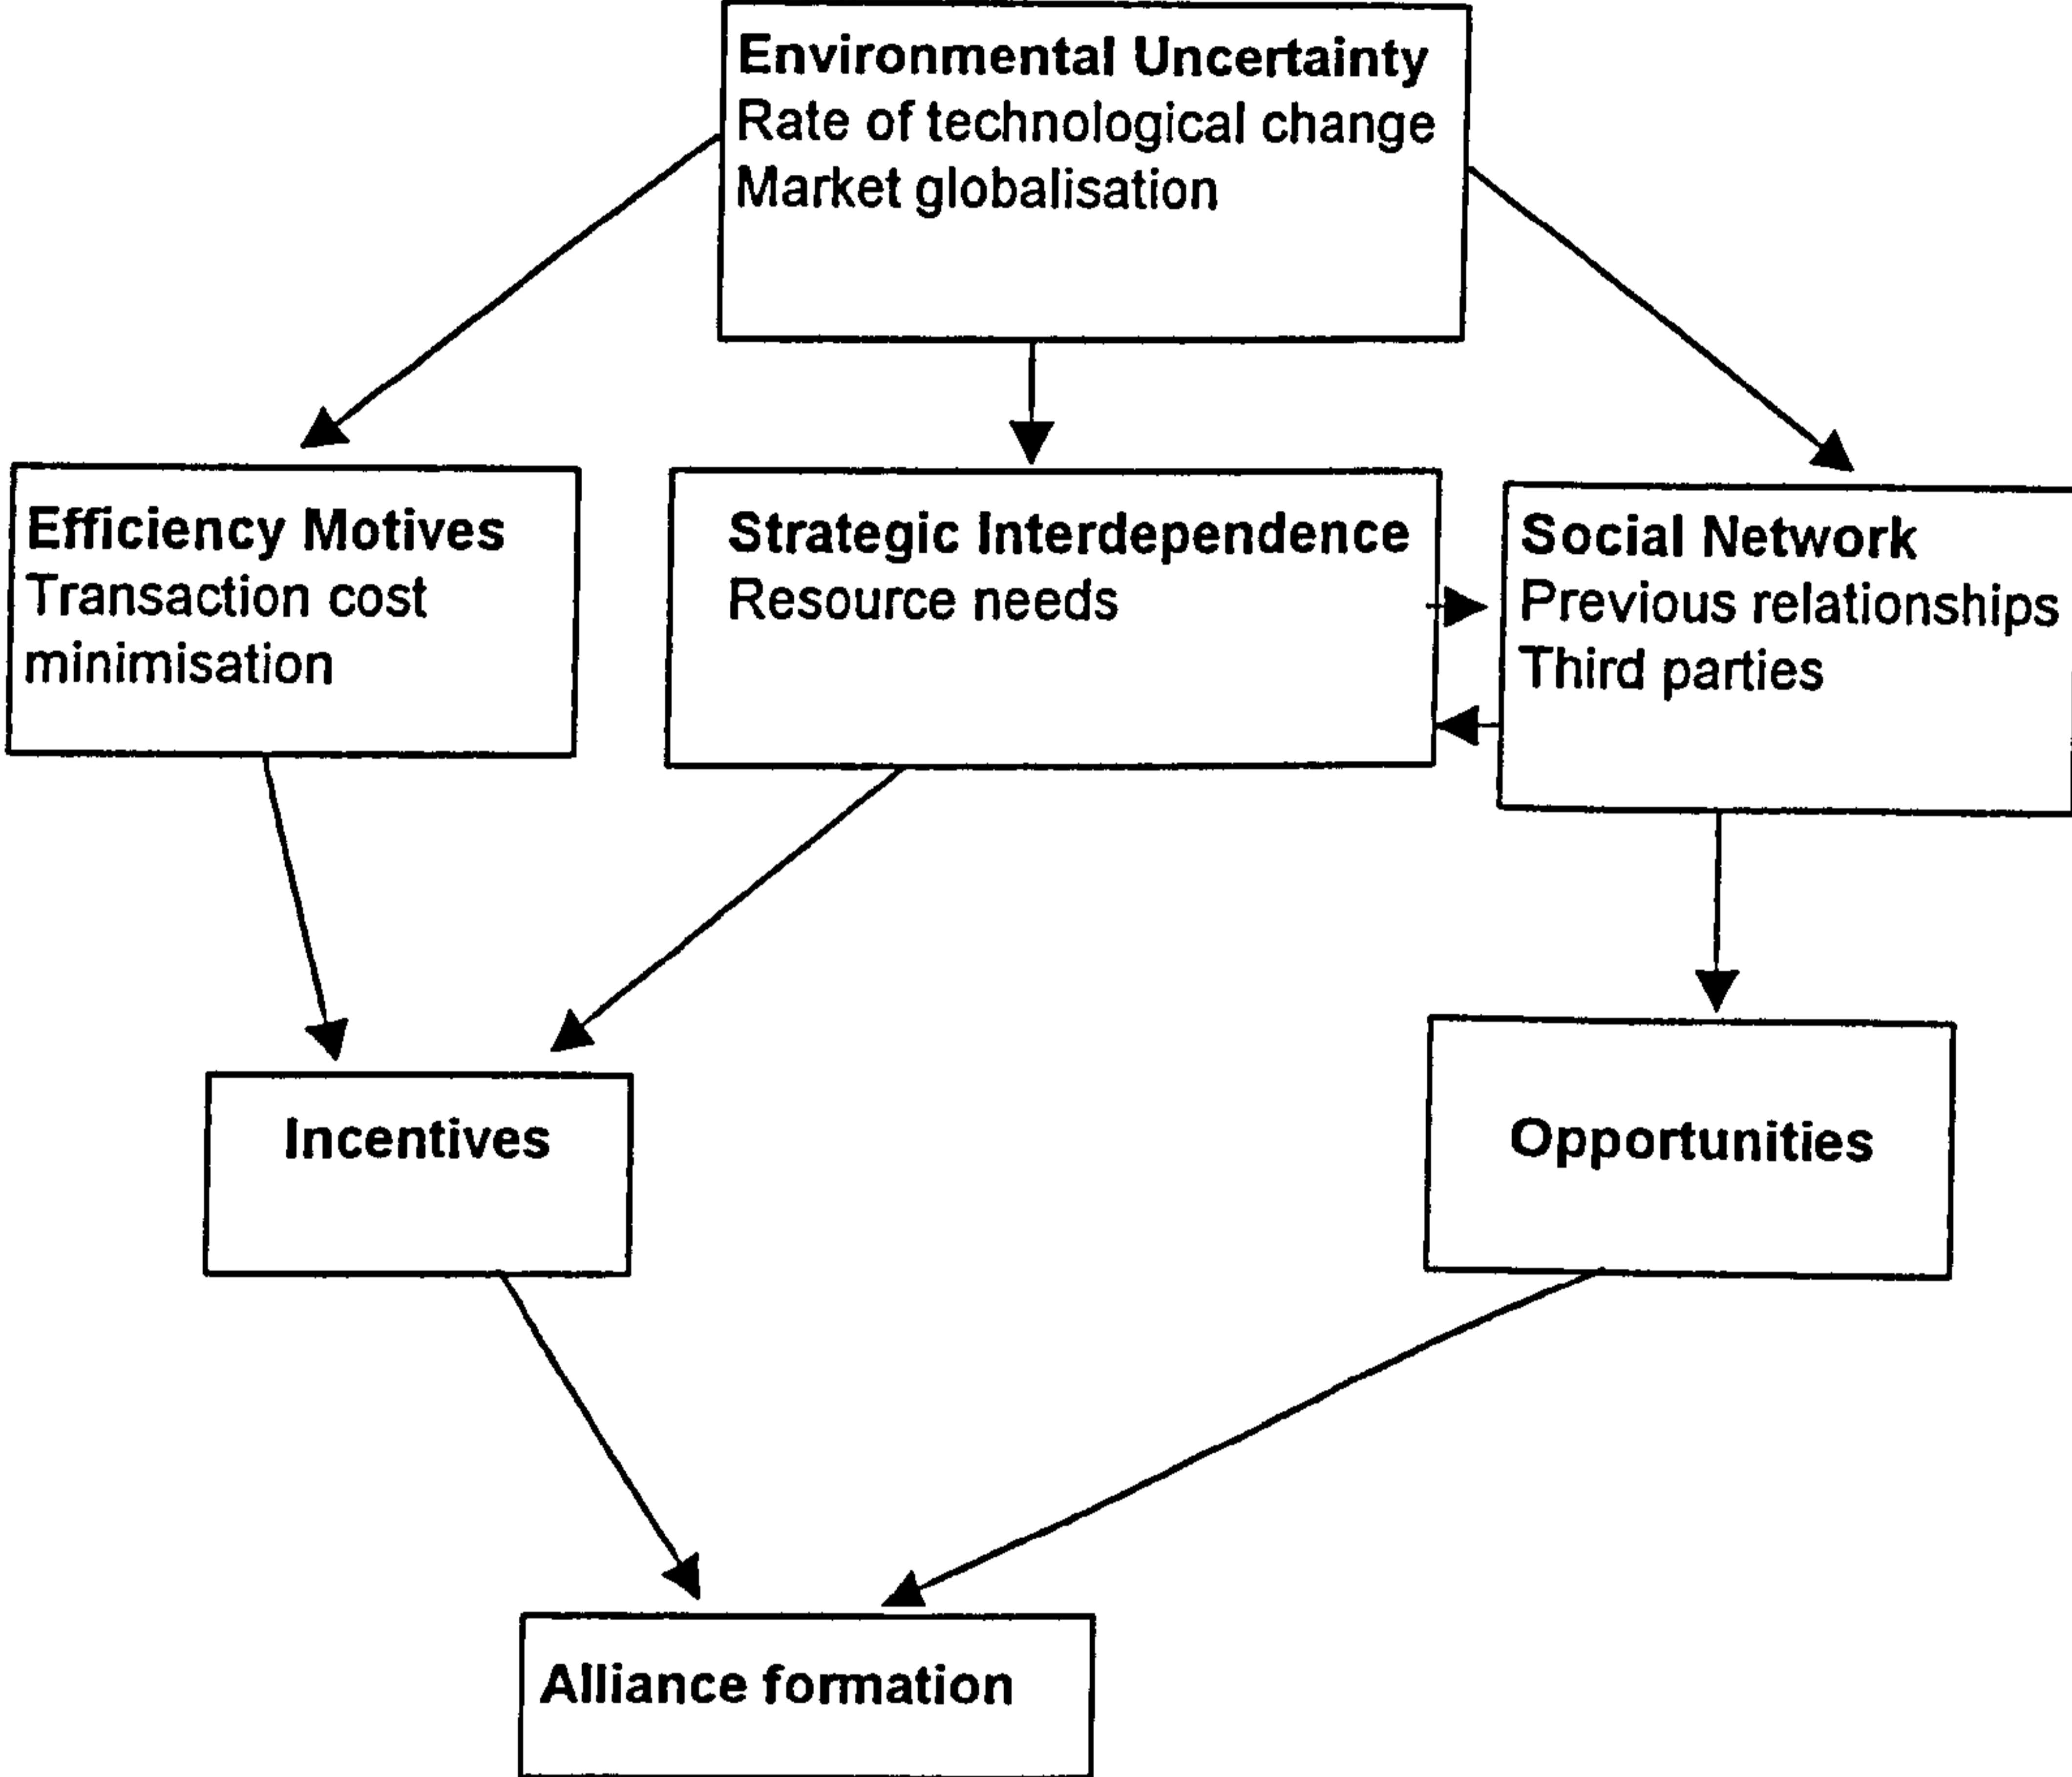 Environmental Uncertainty
Rate of technological change
Market globalisation
Efficiency Motives
Transaction cost
minimisation
Strategic Interdependence
Resource needs
Social Network
Previous relationships
Third parties
Incentives
Opportunities
Alliance formation